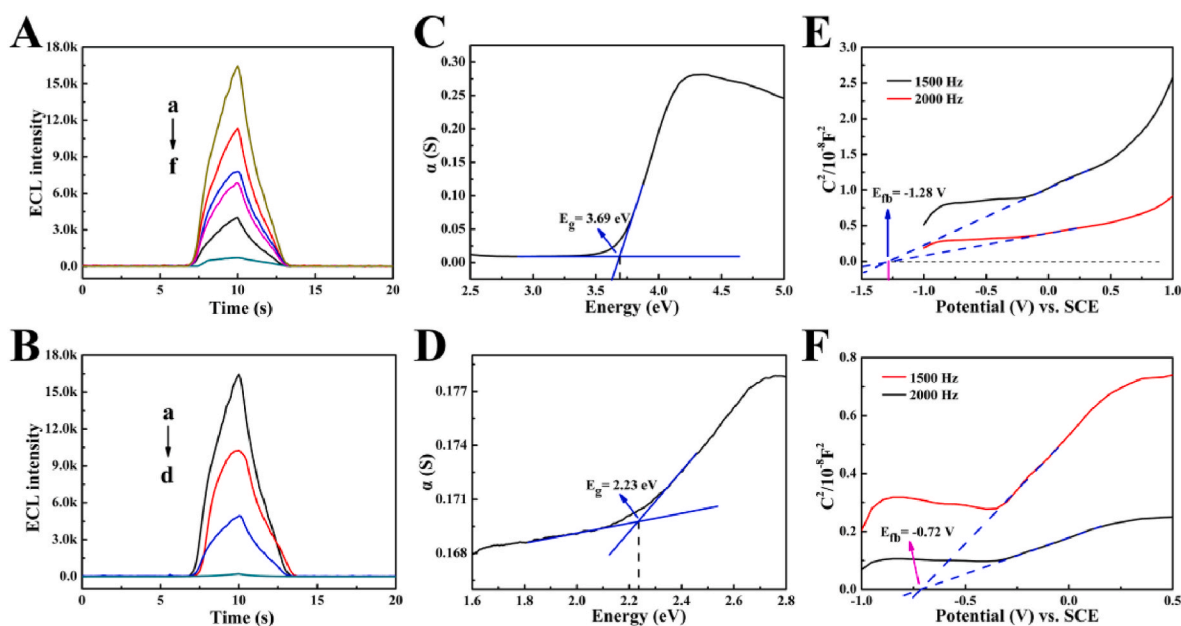 A
18.0k
15.0k
12.0k
9.0k
6.0k
3.0k
0.0
ECL intensity
a
f
0 5 10 15 20
Time (s)
C
0.30
0.25
0.20
0.15
0.10
0.05
0.00
α (S)
Eg= 3.69 eV
2.5 3.0 3.5 4.0 4.5 5.0
Energy (eV)
E
3.0
2.5
2.0
1.5
1.0
0.5
0.0
C²/10⁻⁸F²
1500 Hz
2000 Hz
Efb= -1.28 V
-1.5 -1.0 -0.5 0.0 0.5 1.0
Potential (V) vs. SCE
B
18.0k
15.0k
12.0k
9.0k
6.0k
3.0k
0.0
ECL intensity
a
d
0 5 10 15 20
Time (s)
D
0.177
0.174
0.171
0.168
α (S)
Eg= 2.23 eV
1.6 1.8 2.0 2.2 2.4 2.6 2.8
Energy (eV)
F
0.8
0.6
0.4
0.2
0.0
C²/10⁻⁸F²
1500 Hz
2000 Hz
Efb= -0.72 V
-1.0 -0.5 0.0 0.5
Potential (V) vs. SCE